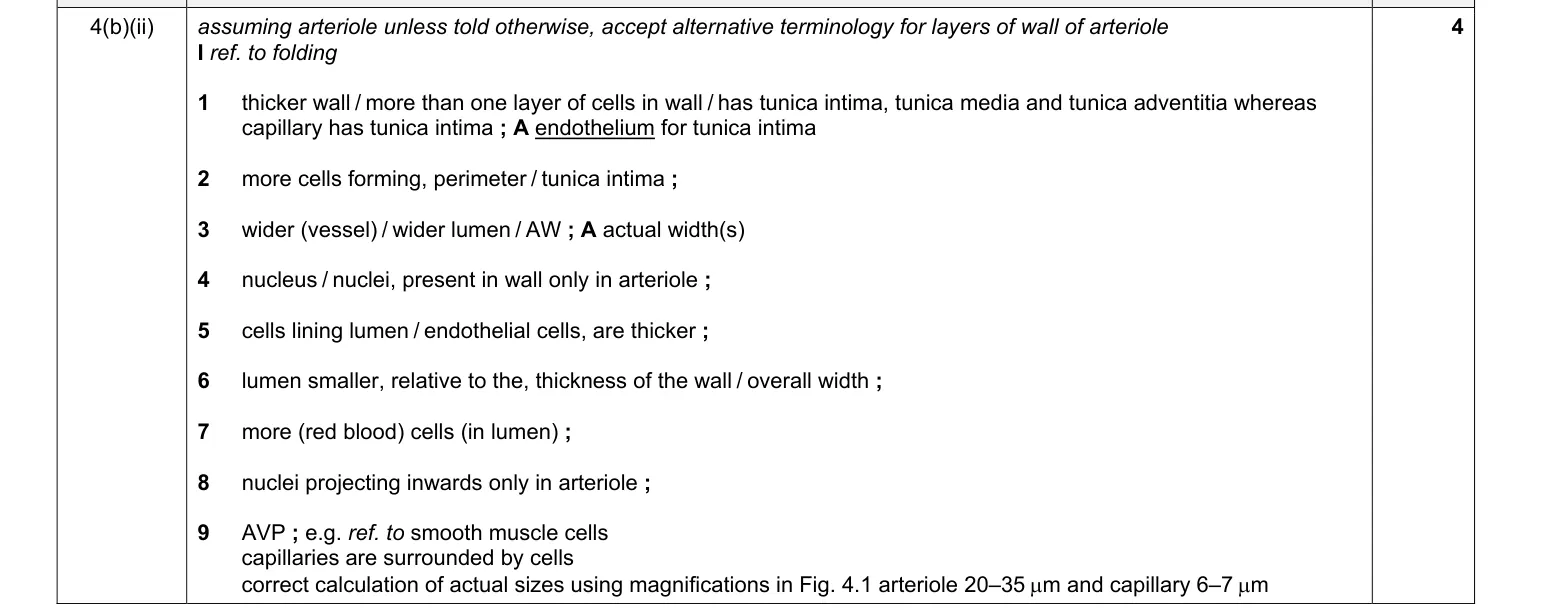 4(b)(ii) assuming arteriole unless told otherwise, accept alternative terminology for layers of wall of arteriole 4
I ref. to folding
1 thicker wall / more than one layer of cells in wall / has tunica intima, tunica media and tunica adventitia whereas
capillary has tunica intima ; A endothelium for tunica intima
2 more cells forming, perimeter / tunica intima ;
3 wider (vessel) / wider lumen / AW ; A actual width(s)
4 nucleus / nuclei, present in wall only in arteriole ;
5 cells lining lumen / endothelial cells, are thicker ;
6 lumen smaller, relative to the, thickness of the wall / overall width ;
7 more (red blood) cells (in lumen) ;
8 nuclei projecting inwards only in arteriole ;
9 AVP ; e.g. ref. to smooth muscle cells
capillaries are surrounded by cells
correct calculation of actual sizes using magnifications in Fig. 4.1 arteriole 20–35 μm and capillary 6–7 μm